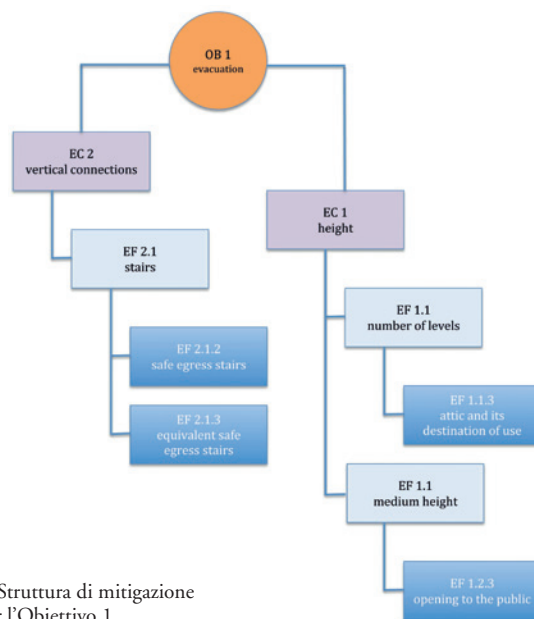 OB 1
evacuation
EC 2
vertical connections
EC 1
height
EF 2.1
stairs
EF 1.1
number of levels
EF 2.1.2
safe egress stairs
EF 1.1.3
attic and its
destination of use
EF 2.1.3
equivalent safe
egress stairs
EF 1.1
medium height
EF 1.2.3
opening to the public
Struttura di mitigazione
l'Obiettivo 1